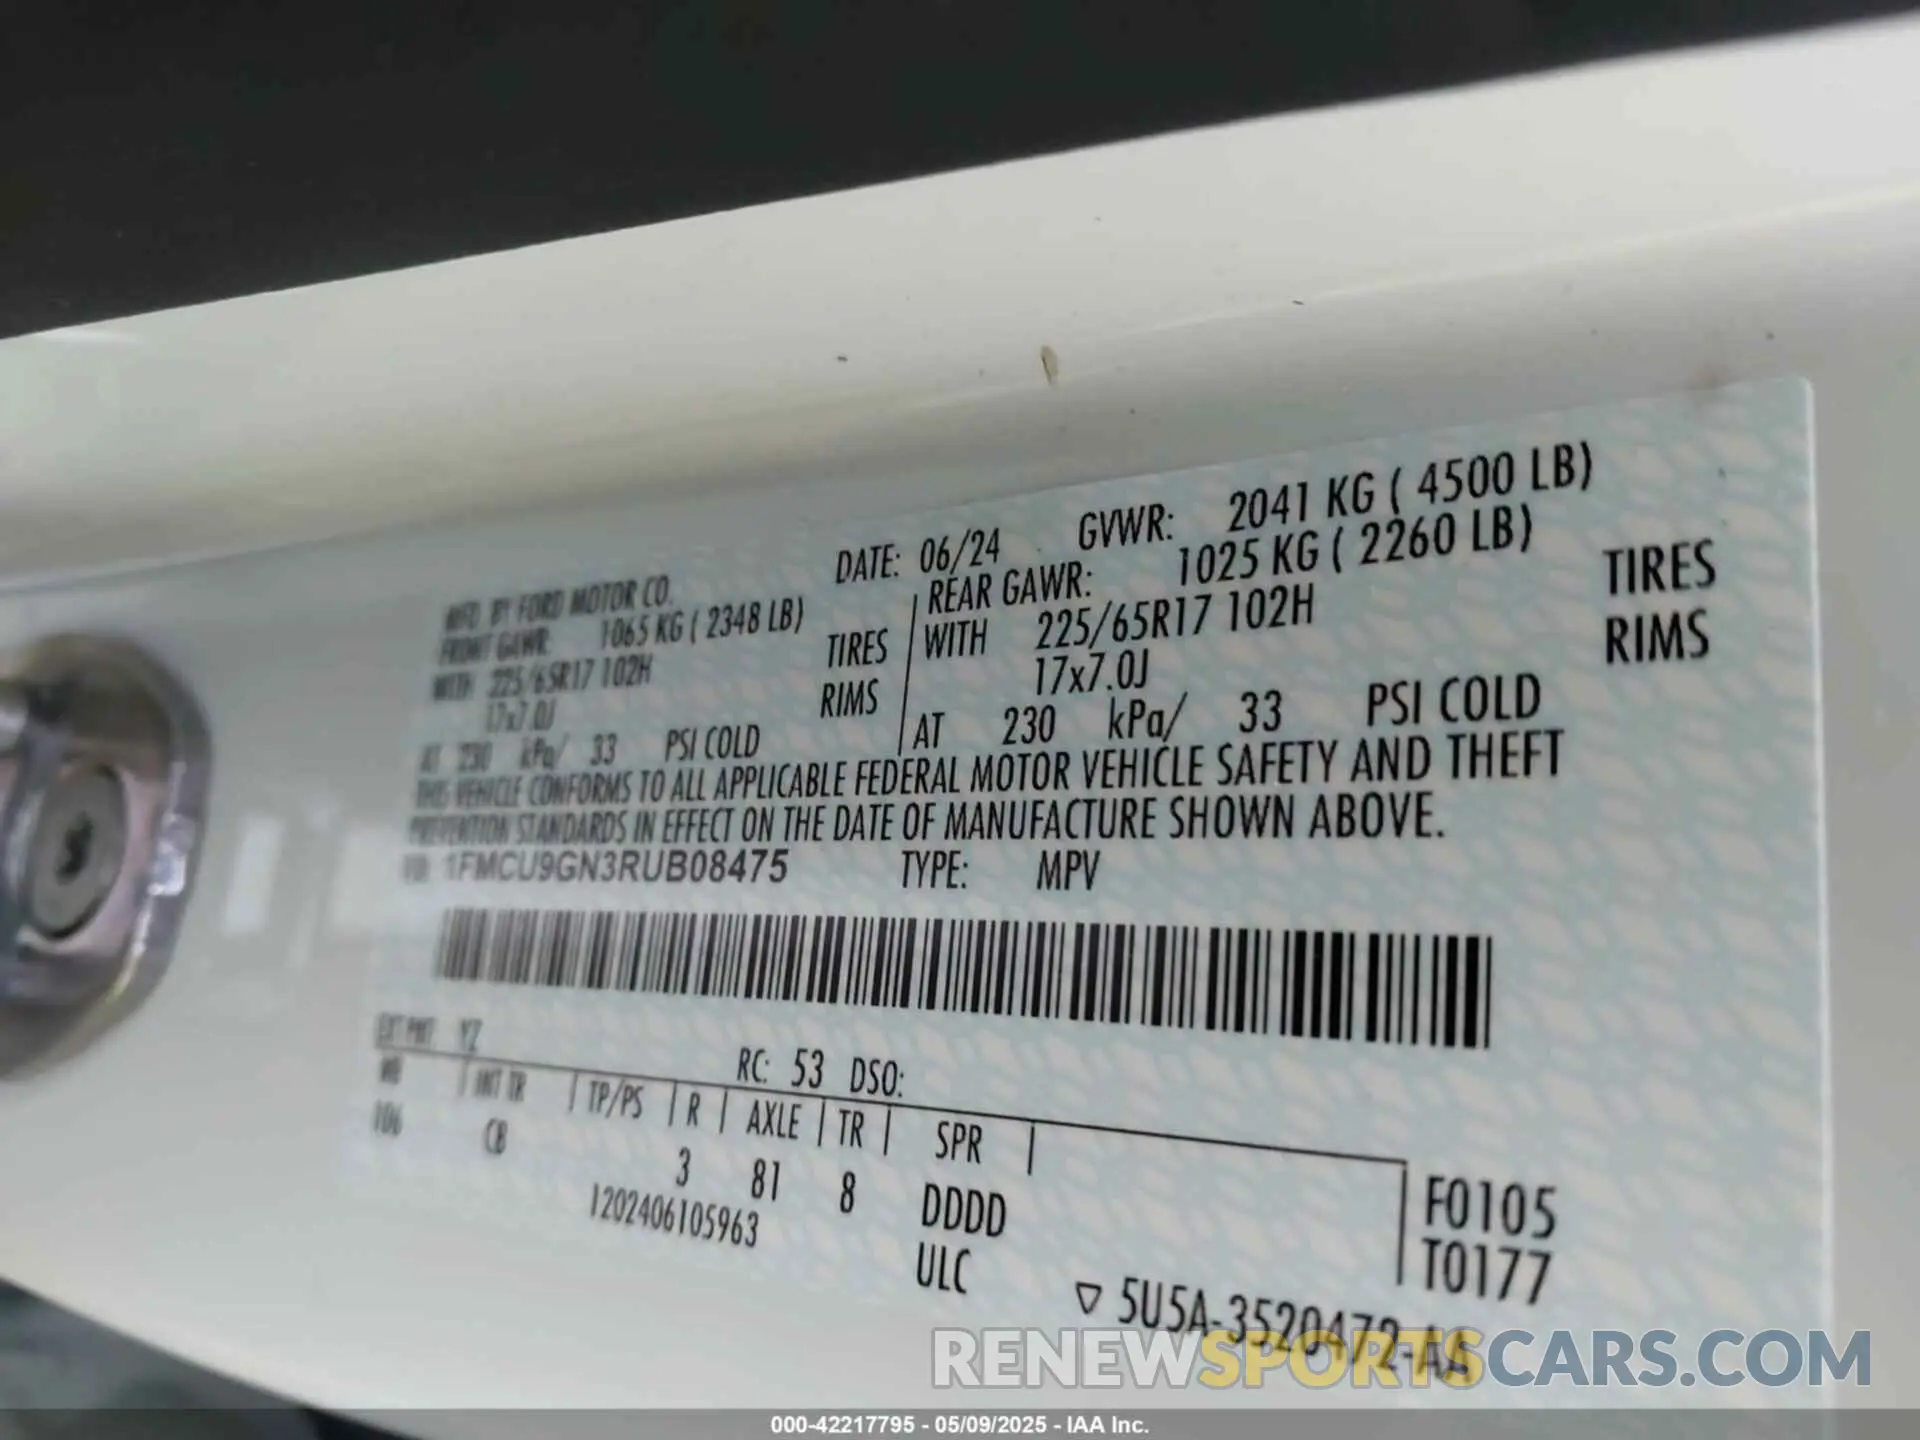 MFD. BY FORD MOTOR CO. DATE: 06/24 GVWR: 2041 KG ( 4500 LB)
FRONT GAWR: 1065 KG ( 2348 LB) REAR GAWR: 1025 KG ( 2260 LB)
WITH 225/65R17 102H TIRES WITH 225/65R17 102H TIRES
17x7.0J RIMS 17x7.0J RIMS
AT 230 kPa/ 33 PSI COLD AT 230 kPa/ 33 PSI COLD
THIS VEHICLE CONFORMS TO ALL APPLICABLE FEDERAL MOTOR VEHICLE SAFETY AND THEFT
PREVENTION STANDARDS IN EFFECT ON THE DATE OF MANUFACTURE SHOWN ABOVE.
VIN: 1FMCU9GN3RUB08475 TYPE: MPV
EXT PNT: YZ RC: 53 DSO:
WB INT TR TP/PS R AXLE TR SPR
106 CB 3 81 8 DDDD F0105
1202406105963 ULC T0177
▽ 5U5A-3520472-AA
RENEWSPORTSCARS.COM
000-42217795 - 05/09/2025 - IAA Inc.